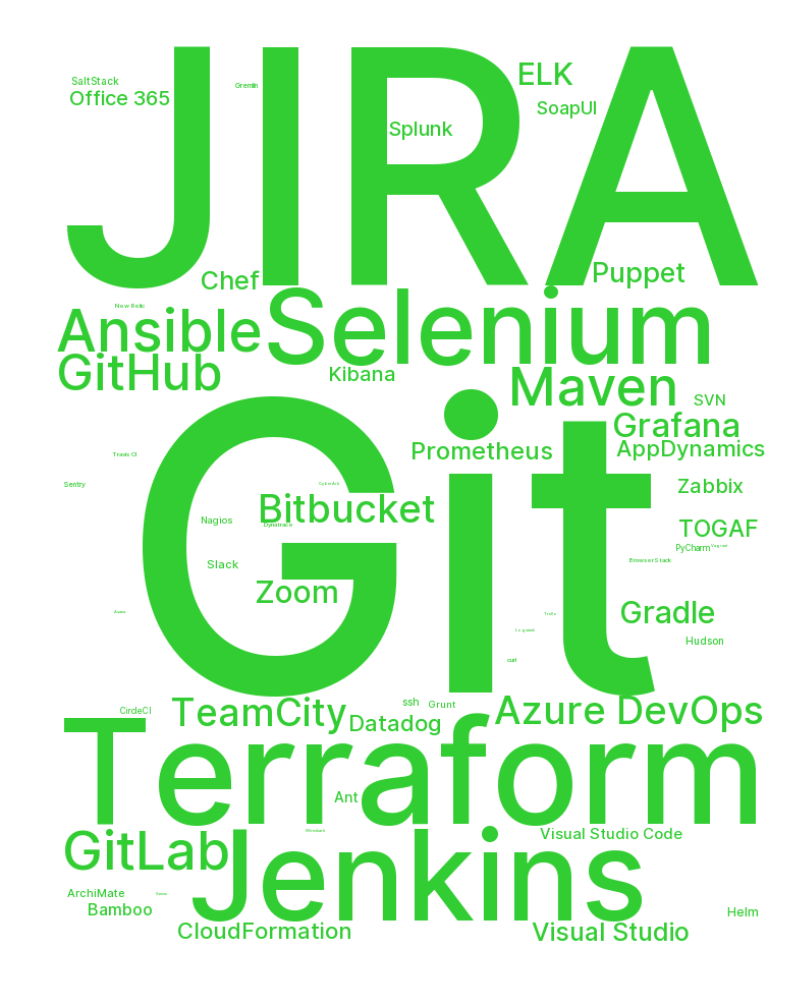 JIRA
SaltStack
Office 365
Gremlin
ELK
SoapUI
Splunk
Chef
Puppet
Selenium
New Relic
Ansible
GitHub
Kibana
Maven
SVN
Git
Grafana
Prometheus
AppDynamics
Travis CI
Sentry
CyberArk
Zabbix
Bitbucket
Nagios
Dynatrace
TOGAF
PyCharm
Vagrant
BrowserStack
Slack
Zoom
Gradle
Hudson
curl
TeamCity
CircleCI
ssh
Grunt
Datadog
Azure DevOps
Terraform
Ant
GitLab
Jenkins
Visual Studio Code
ArchiMate
Bamboo
Helm
CloudFormation
Visual Studio